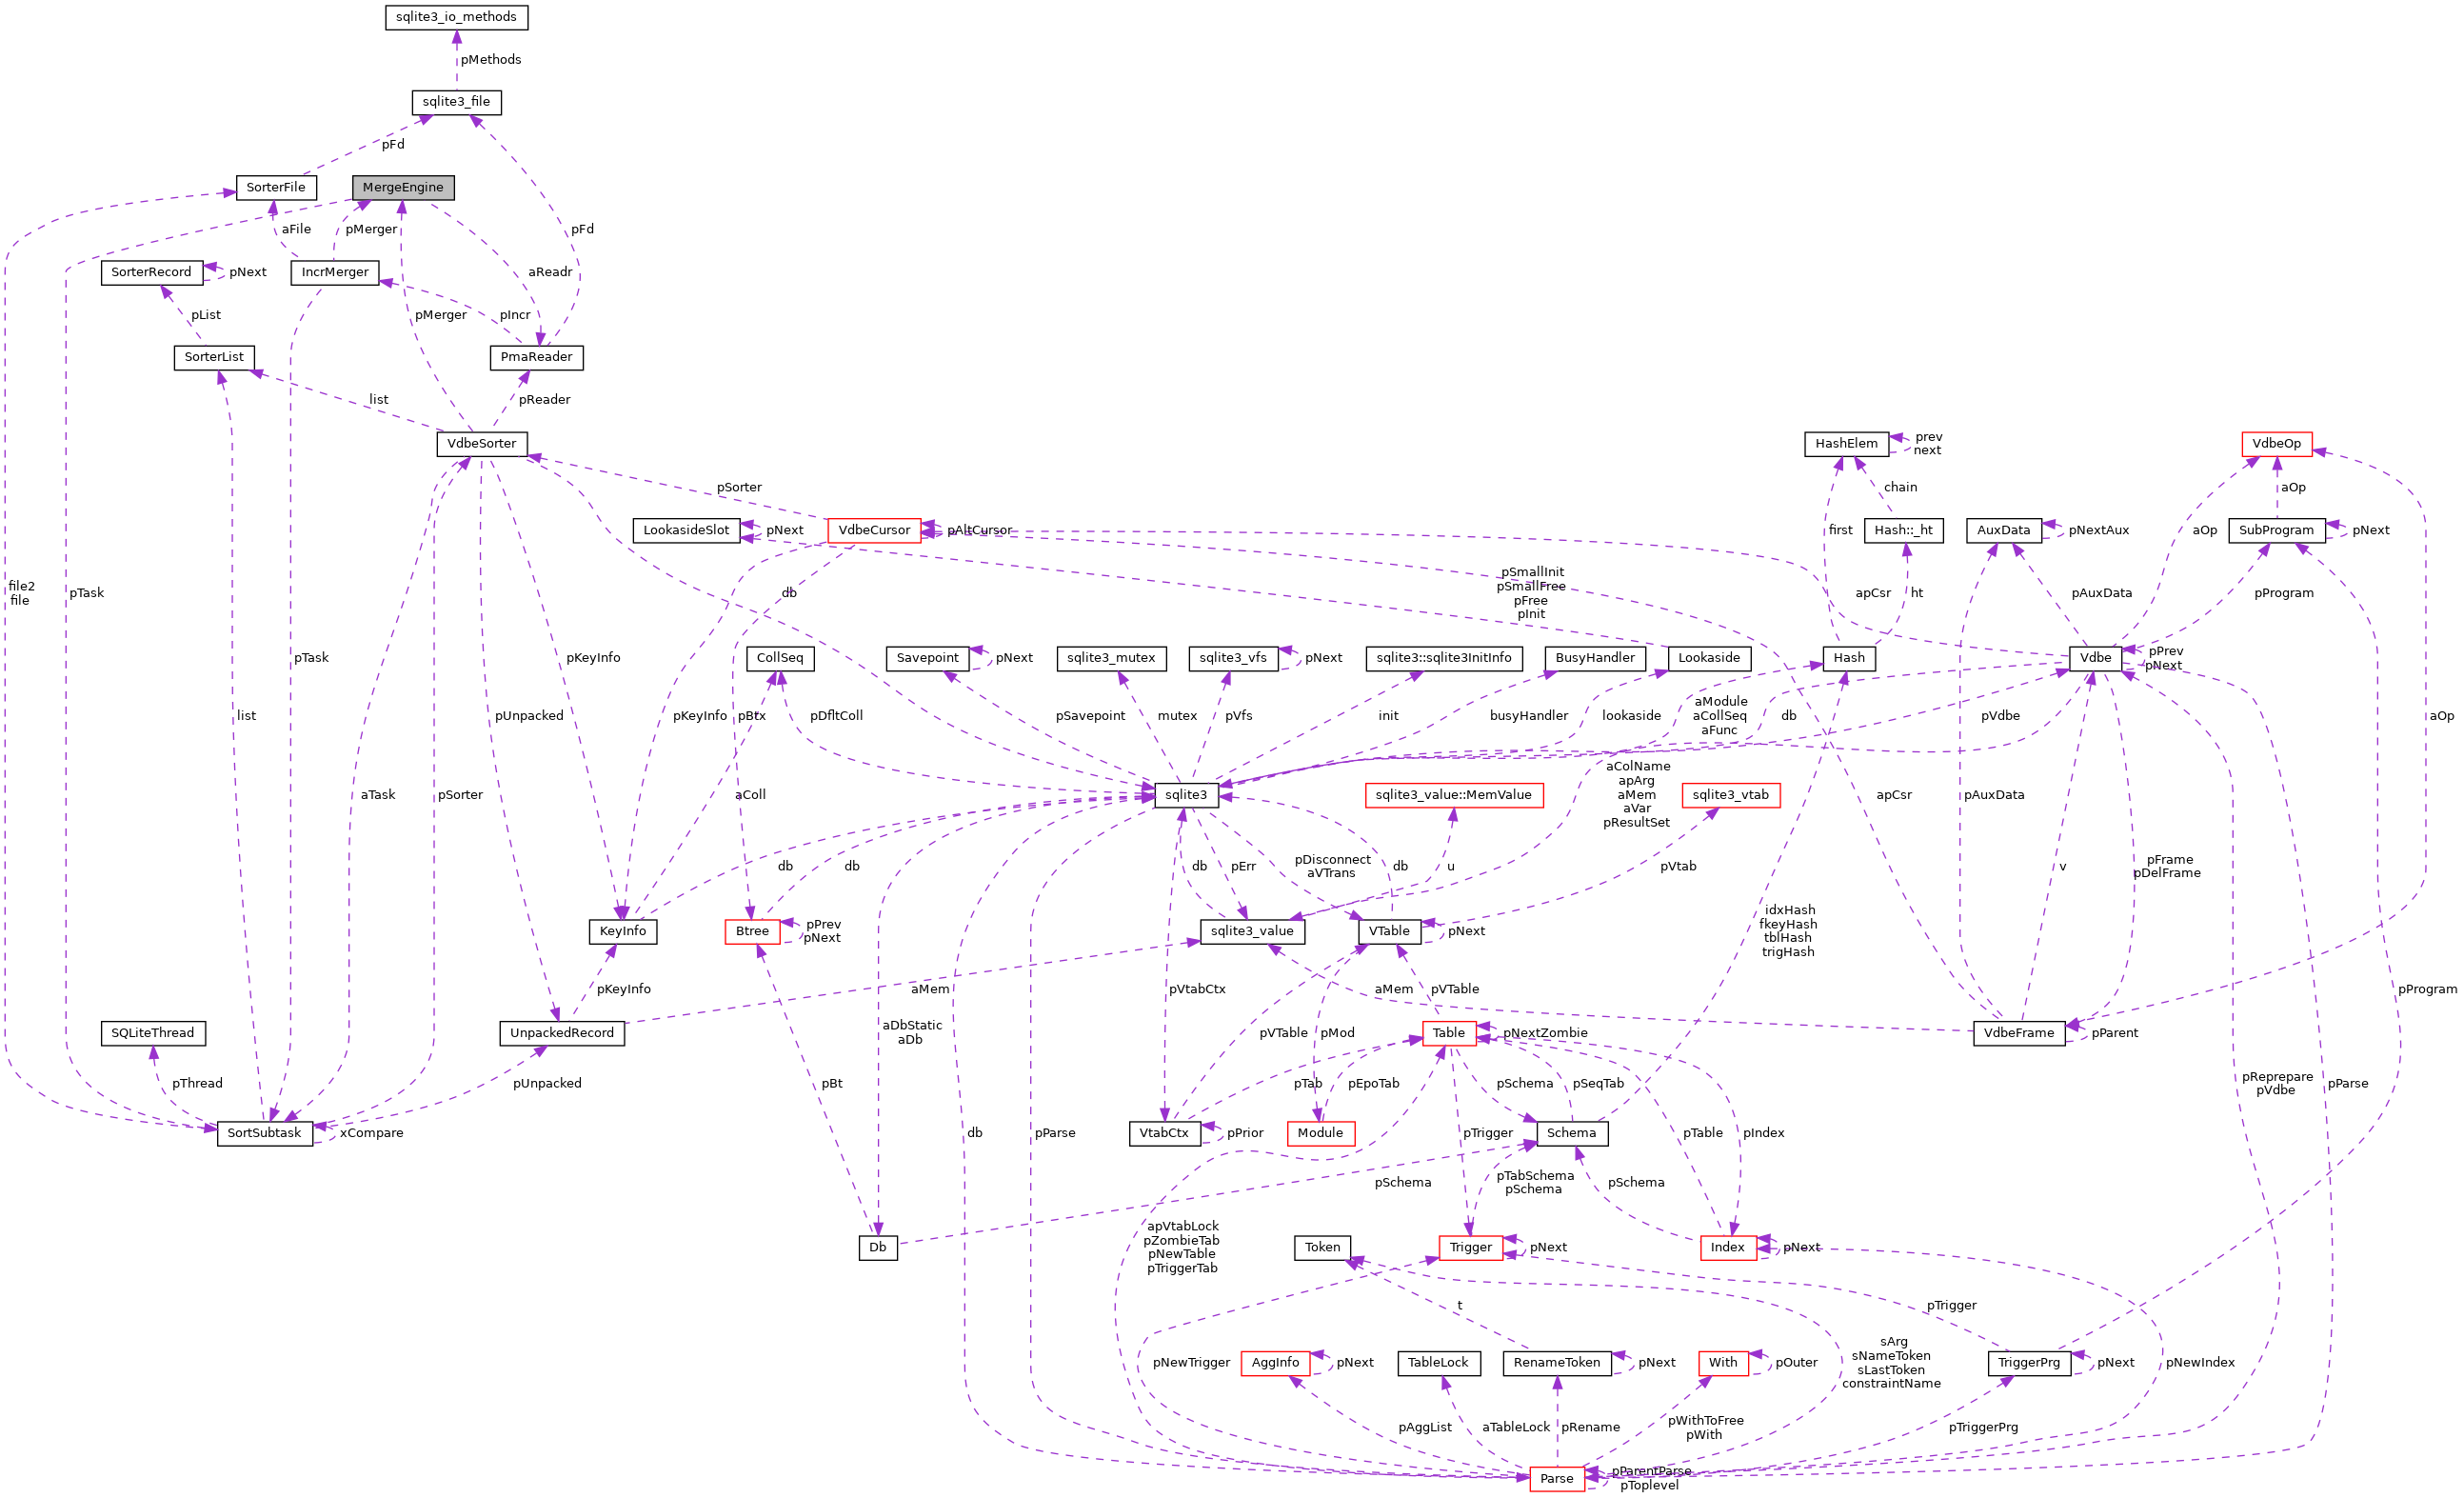 sqlite3_io_methods
pMethods
sqlite3_file
pFd
SorterFile
MergeEngine
aFile
pMerger
pFd
SorterRecord
pNext
IncrMerger
aReadr
pList
pMerger
pIncr
SorterList
PmaReader
list
pReader
VdbeSorter
HashElem
prev
next
VdbeOp
pSorter
chain
aOp
LookasideSlot
pNext
VdbeCursor
pAltCursor
first
Hash::_ht
AuxData
pNextAux
aOp
SubProgram
pNext
file2
file
pTask
db
pSmallInit
pSmallFree
pFree
pInit
apCsr
ht
pAuxData
pProgram
pTask
pKeyInfo
CollSeq
Savepoint
pNext
sqlite3_mutex
sqlite3_vfs
pNext
sqlite3::sqlite3InitInfo
BusyHandler
Lookaside
Hash
Vdbe
pPrev
pNext
list
pUnpacked
pKeyInfo
pBtx
pDfltColl
pSavepoint
mutex
pVfs
init
busyHandler
lookaside
aModule
aCollSeq
aFunc
db
pVdbe
aOp
aTask
pSorter
aColl
sqlite3
sqlite3_value::MemValue
aColName
apArg
aMem
aVar
pResultSet
sqlite3_vtab
apCsr
pAuxData
db
db
db
pErr
pDisconnect
aVTrans
db
u
pVtab
v
pFrame
pDelFrame
KeyInfo
Btree
pPrev
pNext
sqlite3_value
VTable
pNext
idxHash
fkeyHash
tblHash
trigHash
pKeyInfo
aMem
pVtabCtx
aMem
pVTable
pProgram
SQLiteThread
UnpackedRecord
aDbStatic
aDb
pVTable
pMod
Table
pNextZombie
VdbeFrame
pParent
pThread
pUnpacked
pBt
pTab
pEpoTab
pSchema
pSeqTab
pReprepare
pVdbe
pParse
SortSubtask
xCompare
db
pParse
VtabCtx
pPrior
Module
pTrigger
Schema
pTable
pIndex
pSchema
pTabSchema
pSchema
pSchema
Db
apVtabLock
pZombieTab
pNewTable
pTriggerTab
Token
Trigger
pNext
Index
pNext
t
pTrigger
pNewTrigger
AggInfo
pNext
TableLock
RenameToken
pNext
With
pOuter
sArg
sNameToken
sLastToken
constraintName
TriggerPrg
pNext
pNewIndex
pAggList
aTableLock
pRename
pWithToFree
pWith
pTriggerPrg
Parse
pParentParse
pToplevel